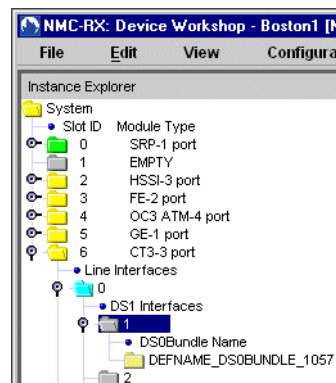 NMC-RX: Device Workshop - Boston1 [N
File Edit View Configura
Instance Explorer
System
Slot ID Module Type
0 SRP-1 port
1 EMPTY
2 HSSI-3 port
3 FE-2 port
4 OC3 ATM-4 port
5 GE-1 port
6 CT3-3 port
Line Interfaces
0
DS1 Interfaces
1
DS0Bundle Name
DEFNAME_DS0BUNDLE_1057
2